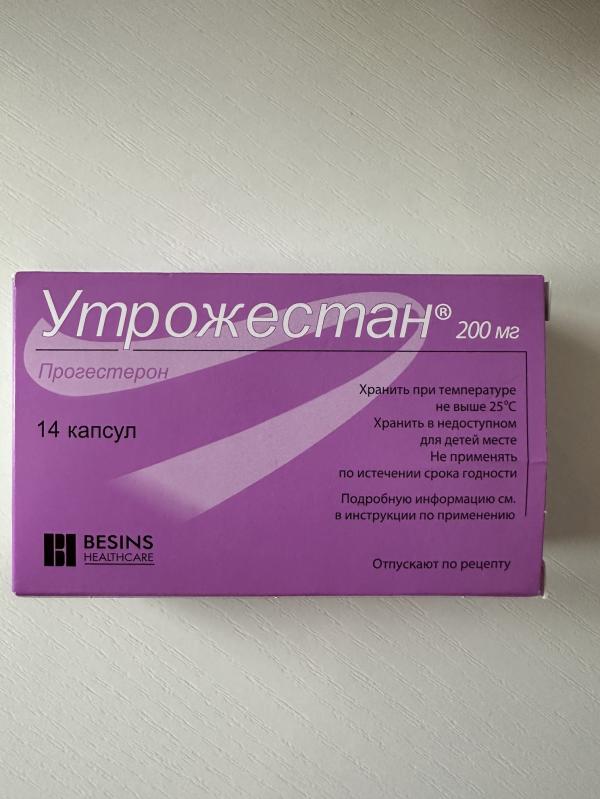 Утрожестан® 200 мг
Прогестерон
14 капсул
Хранить при температуре
не выше 25°C
Хранить в недоступном
для детей месте
Не применять
по истечении срока годности
Подробную информацию см.
в инструкции по применению
BESINS
HEALTHCARE
Отпускают по рецепту